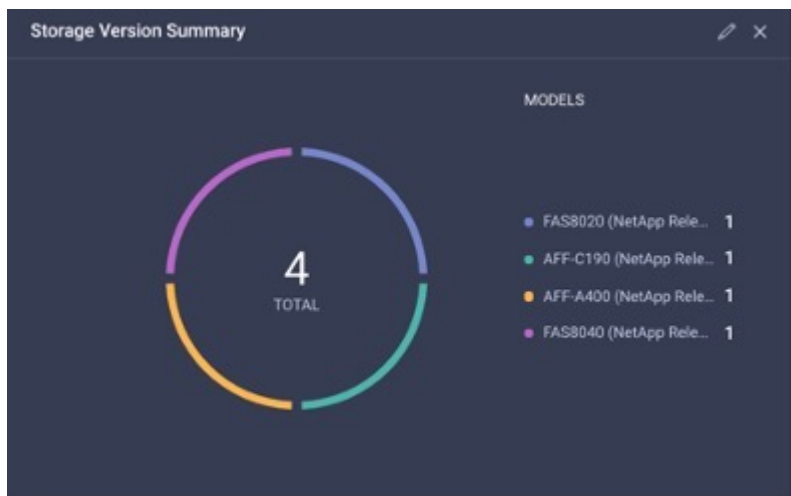 Storage Version Summary
MODELS
4
TOTAL
FAS8020 (NetApp Rele... 1
AFF-C190 (NetApp Rele... 1
AFF-A400 (NetApp Rele... 1
FAS8040 (NetApp Rele... 1